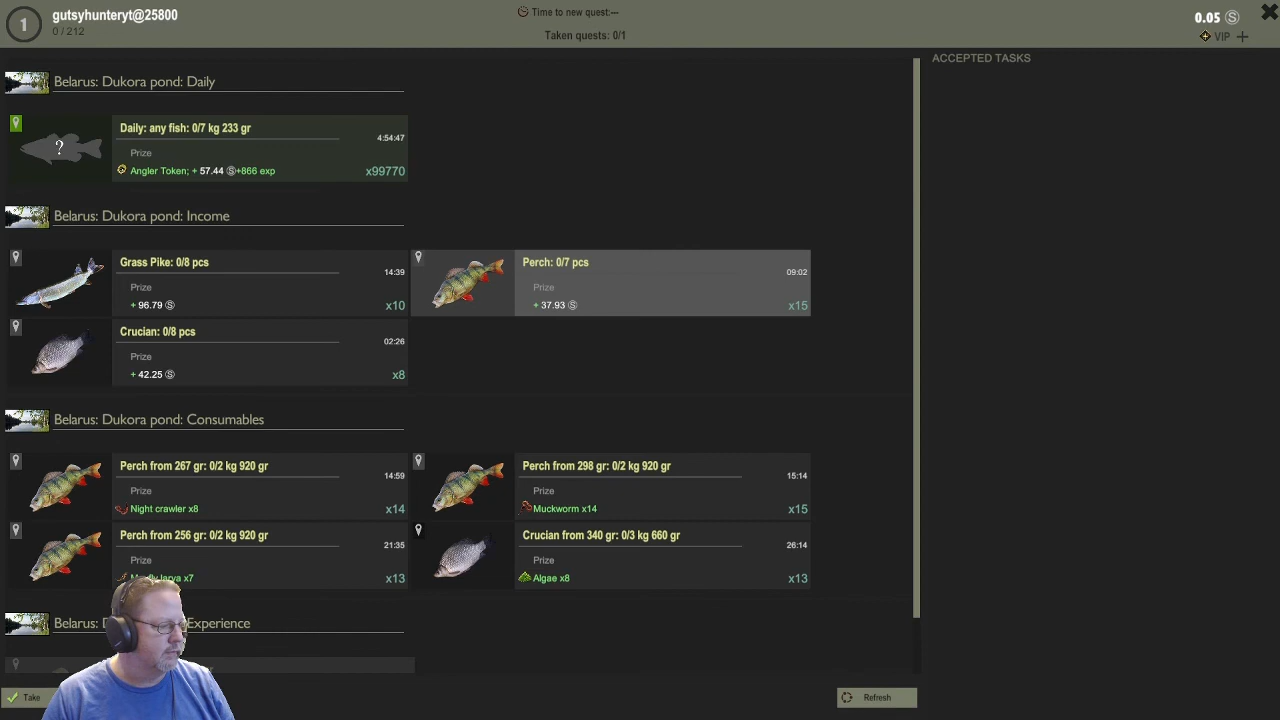 1
gutsyhunteryt@25800
0 / 212
Time to new quest:---
Taken quests: 0/1
0.05 S
VIP
ACCEPTED TASKS
Belarus: Dukora pond: Daily
?
Daily: any fish: 0/7 kg 233 gr
4:54:47
Prize
Angler Token; + 57.44 S+866 exp
x99770
Belarus: Dukora pond: Income
Grass Pike: 0/8 pcs
14:39
Prize
+ 96.79 S
x10
Perch: 0/7 pcs
09:02
Prize
+ 37.93 S
x15
Crucian: 0/8 pcs
02:26
Prize
+ 42.25 S
x8
Belarus: Dukora pond: Consumables
Perch from 267 gr: 0/2 kg 920 gr
14:59
Prize
Night crawler x8
x14
Perch from 298 gr: 0/2 kg 920 gr
15:14
Prize
Muckworm x14
x15
Perch from 256 gr: 0/2 kg 920 gr
21:35
Prize
larva x7
x13
Crucian from 340 gr: 0/3 kg 660 gr
26:14
Prize
Algae x8
x13
Belarus: D Experience
Take
Refresh